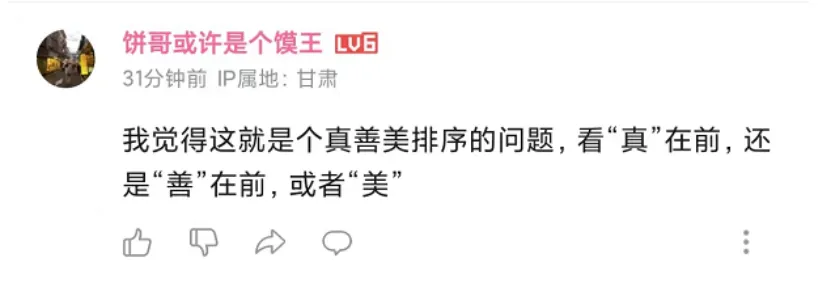 饼哥或许是个馍王 LV6
31分钟前 IP属地：甘肃
我觉得这就是个真善美排序的问题，看“真”在前，还
是“善”在前，或者“美”